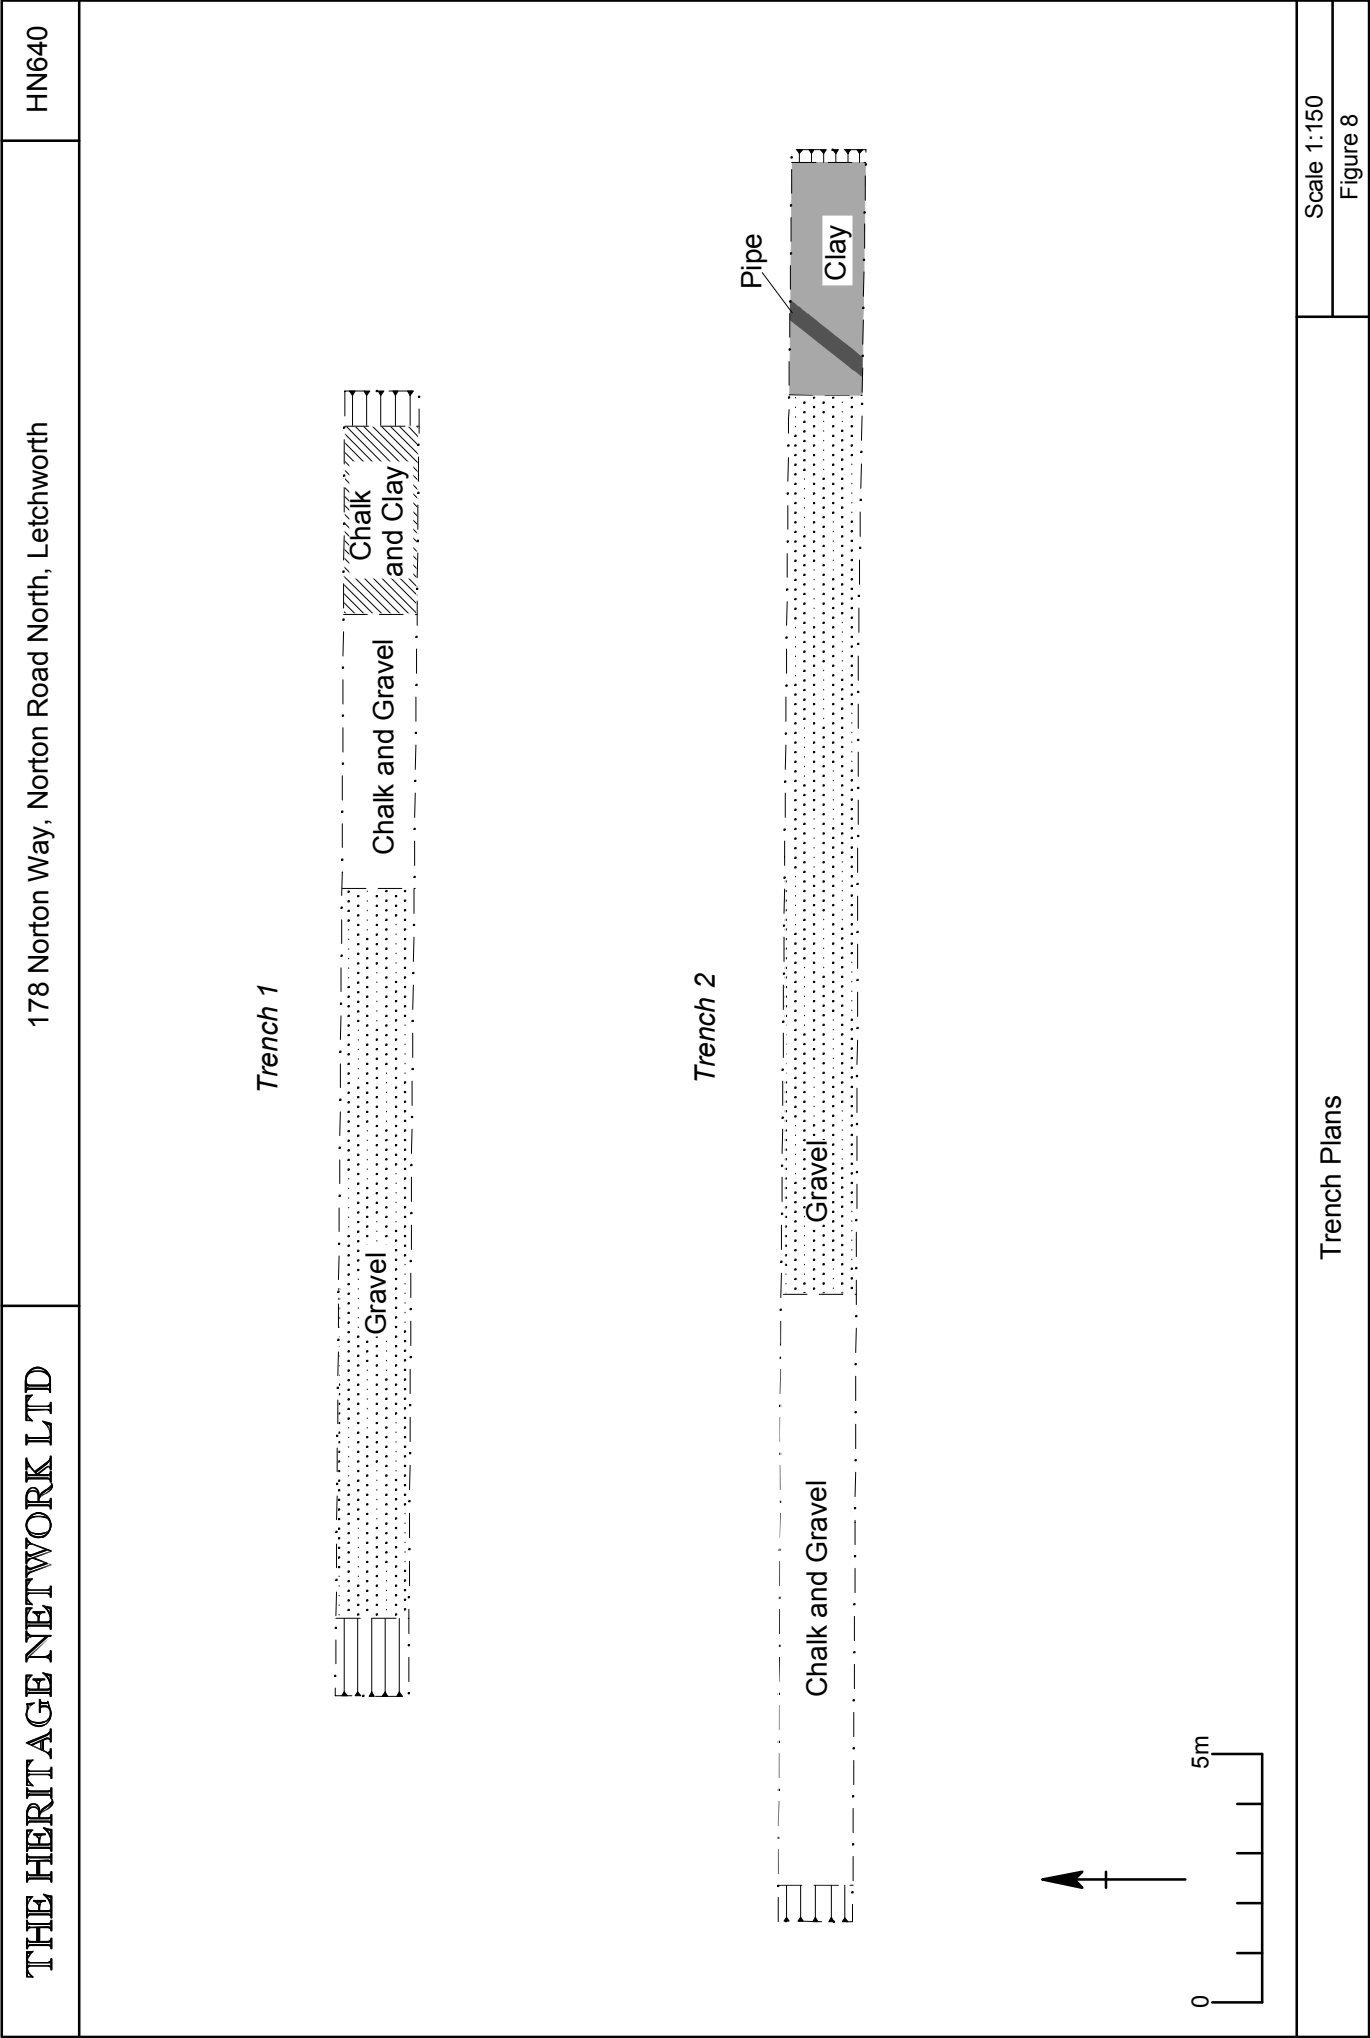 THE HERITAGE NETWORK LTD
178 Norton Way, Norton Road North, Letchworth
HN640
Trench 1
Gravel
Chalk and Gravel
Chalk
and Clay
Trench 2
Chalk and Gravel
Gravel
Pipe
Clay
0
5m
Trench Plans
Scale 1:150
Figure 8